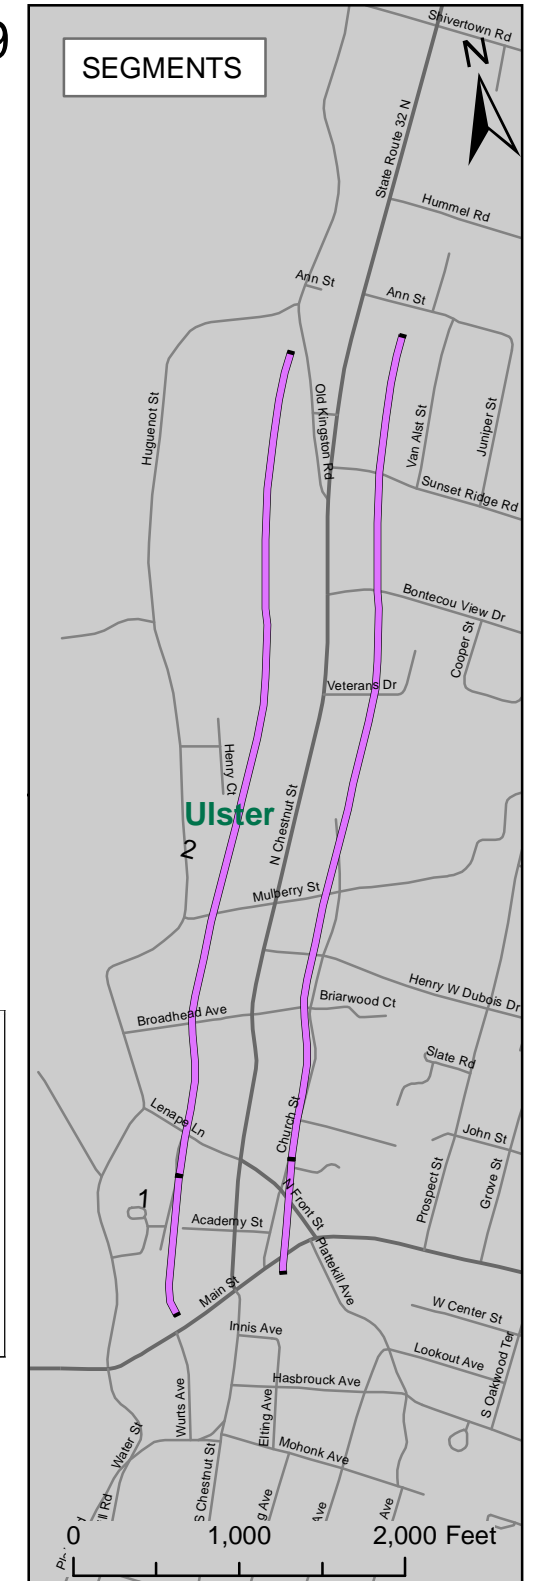 9
SEGMENTS
Shivertown Rd
N
State Route 32 N
Hummel Rd
Ann St
Ann St
Huguenot St
Old Kingston Rd
Van Alst St
Juniper St
Sunset Ridge Rd
Bontecou View Dr
Cooper St
Veterans Dr
Henry Ct
Ulster
N Chestnut St
2
Mulberry St
Henry W Dubois Dr
Broadhead Ave
Briarwood Ct
Slate Rd
Lenape Ln
Church St
John St
Prospect St
Grove St
1
N Front St
Academy St
Plattekill Ave
Main St
W Center St
Innis Ave
Lookout Ave
S Oakwood Ter
Hasbrouck Ave
Wurts Ave
Elting Ave
Water St
S Chestnut St
Mohonk Ave
Rd
g Ave
Ave
Ave
0 1,000 2,000 Feet